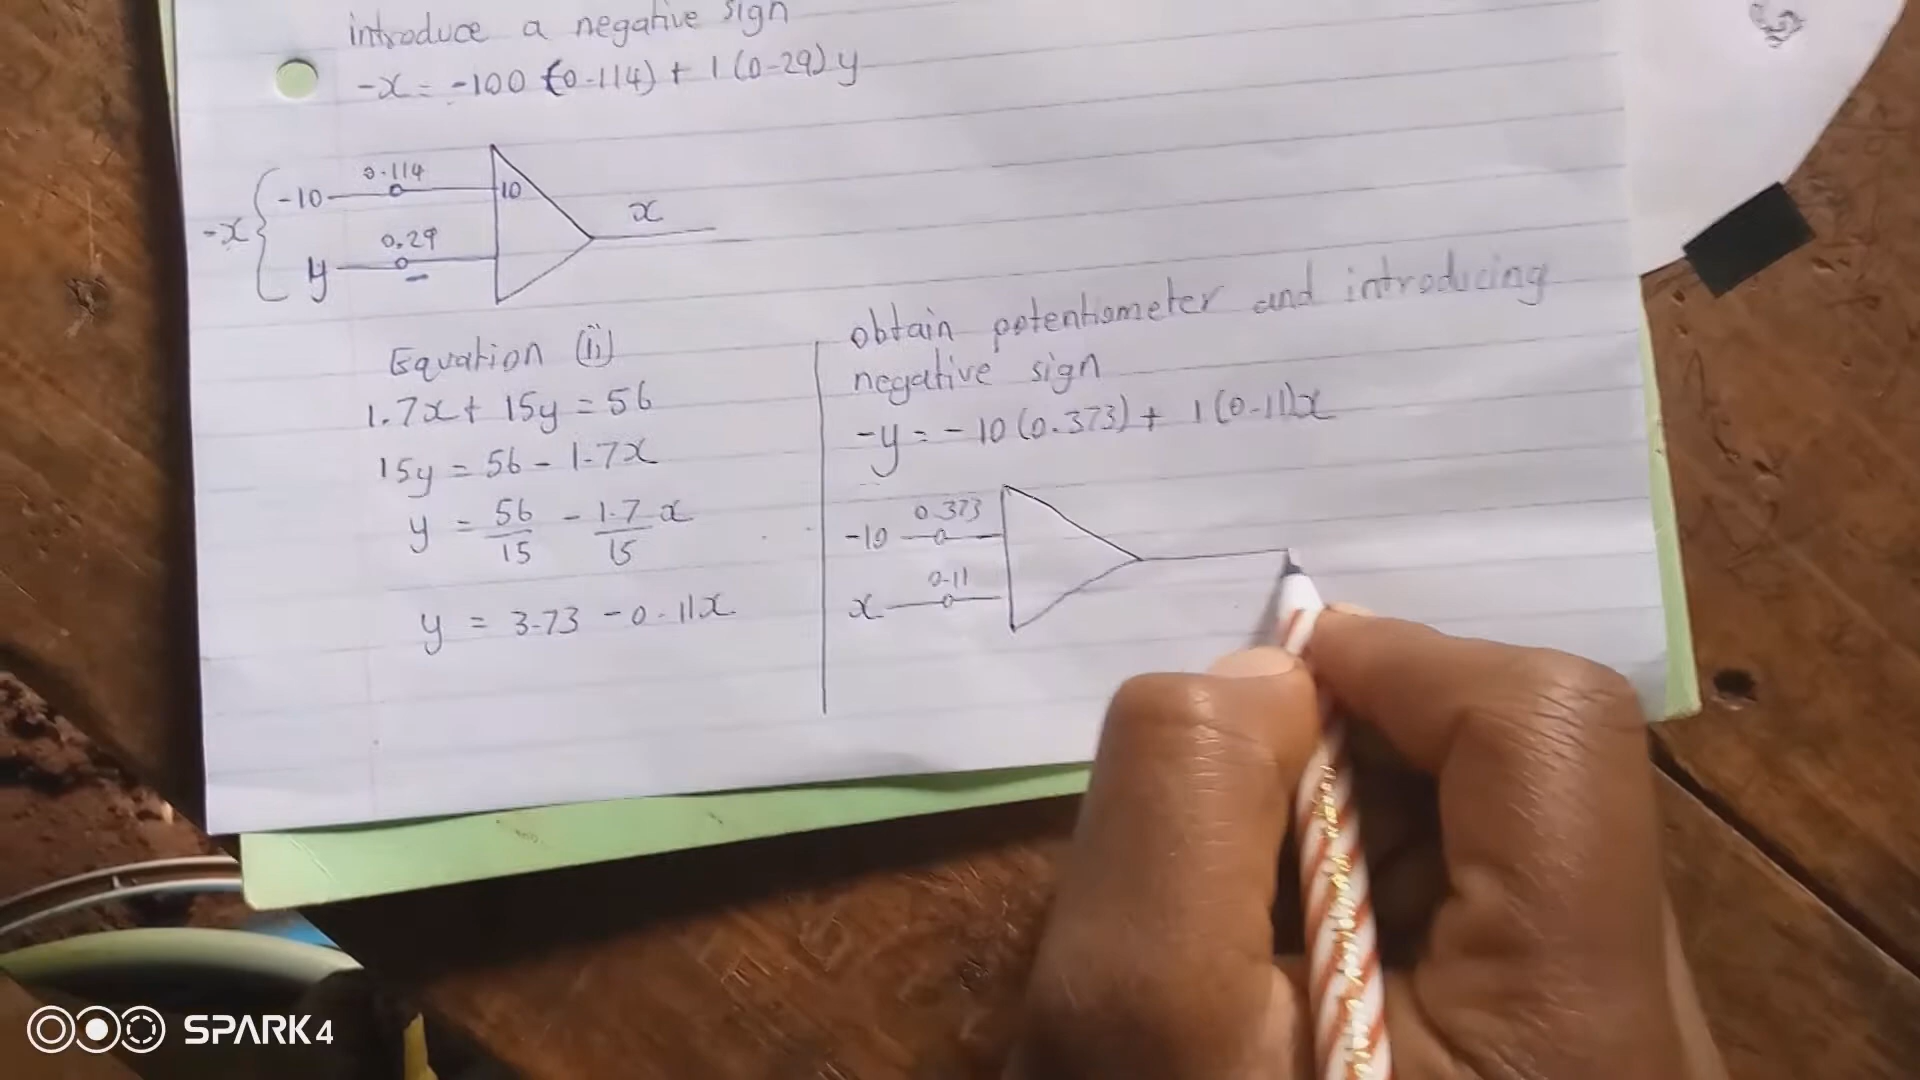 introduce a negative sign
-x = -100 (0.114) + 1 (0.29) y
0.114
-10
10
x
-x
0.29
y
Equation (ii)
1.7x + 15y = 56
15y = 56 - 1.7x
y = 56/15 - 1.7/15 x
y = 3.73 - 0.11x
obtain potentiometer and introducing
negative sign
-y = -10 (0.373) + 1 (0.11)x
0.373
-10
0.11
x
SPARK 4